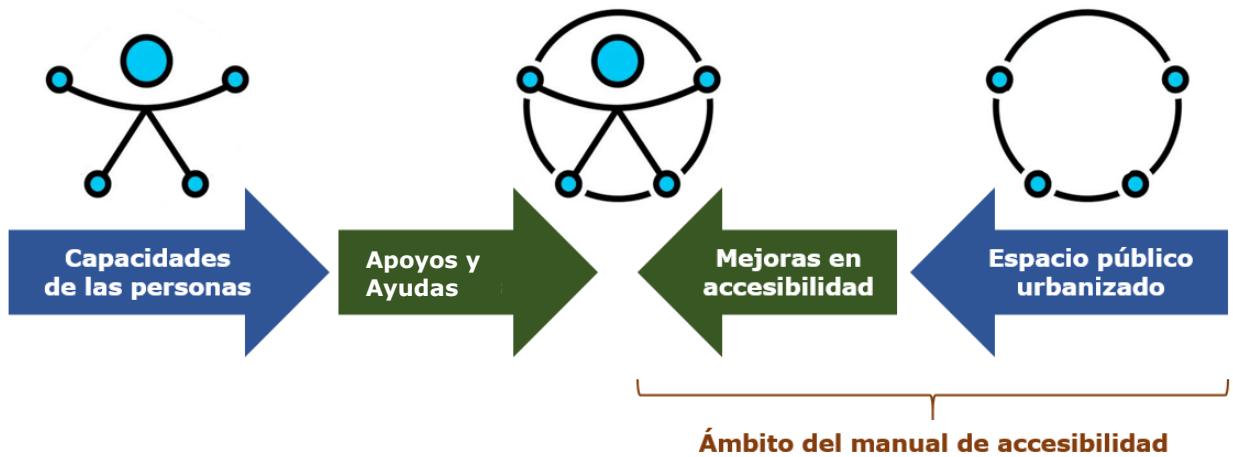 Capacidades
de las personas
Apoyos y
Ayudas
Mejoras en
accesibilidad
Espacio público
urbanizado
Ámbito del manual de accesibilidad